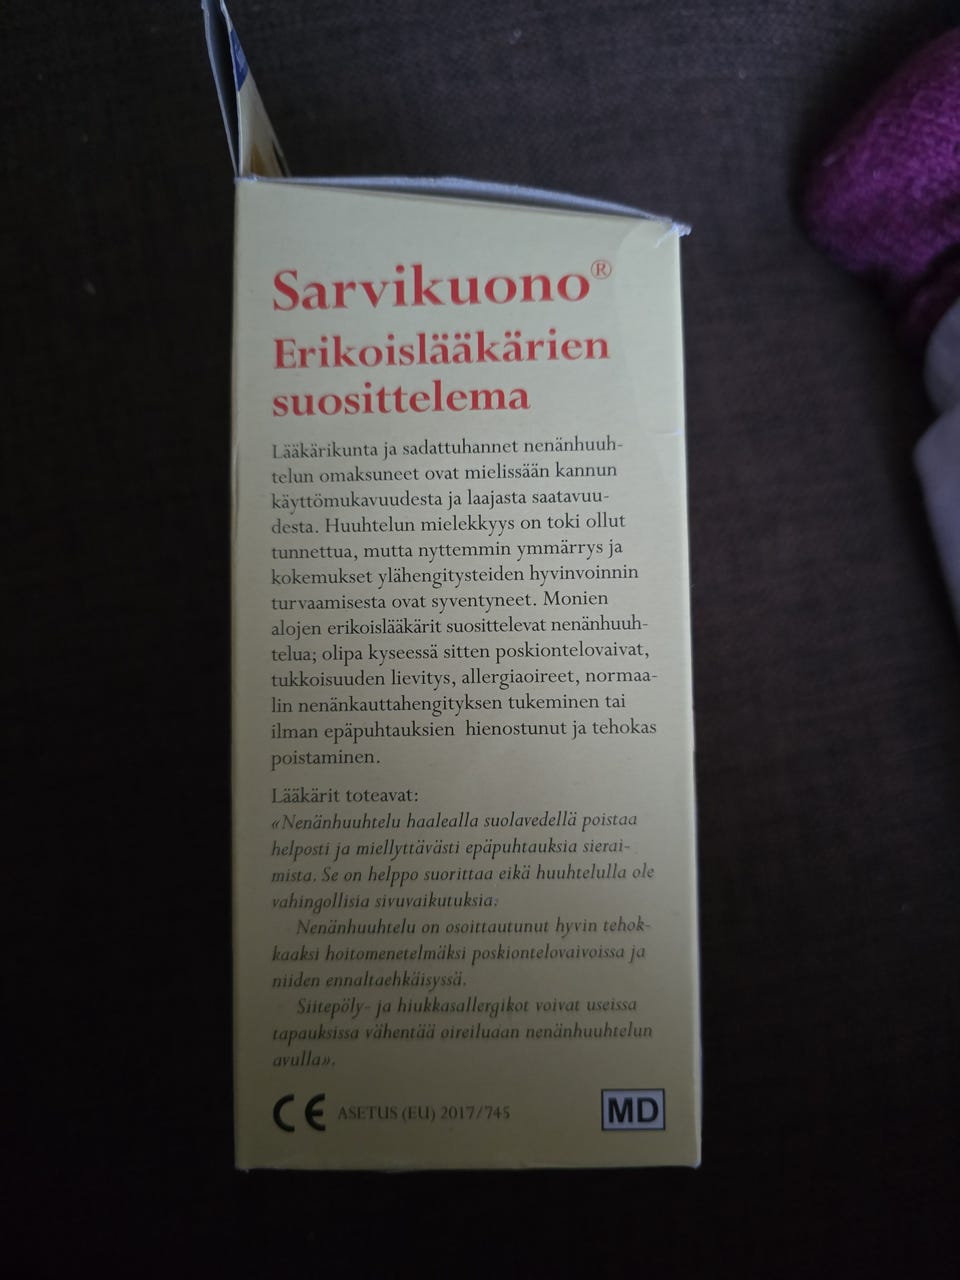 Sarvikuono®
Erikoislääkärien
suosittelema
Lääkärikunta ja sadattuhannet nenänhuuh-
telun omaksuneet ovat mielissään kannun
käyttömukavuudesta ja laajasta saatavuu-
desta. Huuhtelun mielekkyys on toki ollut
tunnettua, mutta nyttemmin ymmärrys ja
kokemukset ylähengitysteiden hyvinvoinnin
turvaamisesta ovat syventyneet. Monien
alojen erikoislääkärit suosittelevat nenänhuuh-
telua; olipa kyseessä sitten poskiontelovaivat,
tukkoisuuden lievitys, allergiaoireet, normaa-
lin nenänkauttahengityksen tukeminen tai
ilman epäpuhtauksien hienostunut ja tehokas
poistaminen.
Lääkärit toteavat:
«Nenänhuuhtelu haalealla suolavedellä poistaa
helposti ja miellyttävästi epäpuhtauksia sierai-
mista. Se on helppo suorittaa eikä huuhtelulla ole
vahingollisia sivuvaikutuksia:
Nenänhuuhtelu on osoittautunut hyvin tehok-
kaaksi hoitomenetelmäksi poskiontelovaivoissa ja
niiden ennaltaehkäisyssä.
Siitepöly- ja hiukkasallergikot voivat useissa
tapauksissa vähentää oireiluaan nenänhuuhtelun
avulla».
CE ASETUS (EU) 2017/745
MD